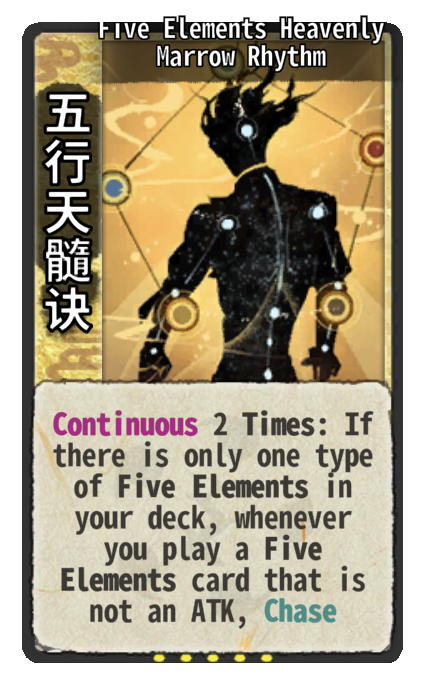 Five Elements Heavenly
Marrow Rhythm
五行天髓诀
Continuous 2 Times: If
there is only one type
of Five Elements in
your deck, whenever
you play a Five
Elements card that is
not an ATK, Chase